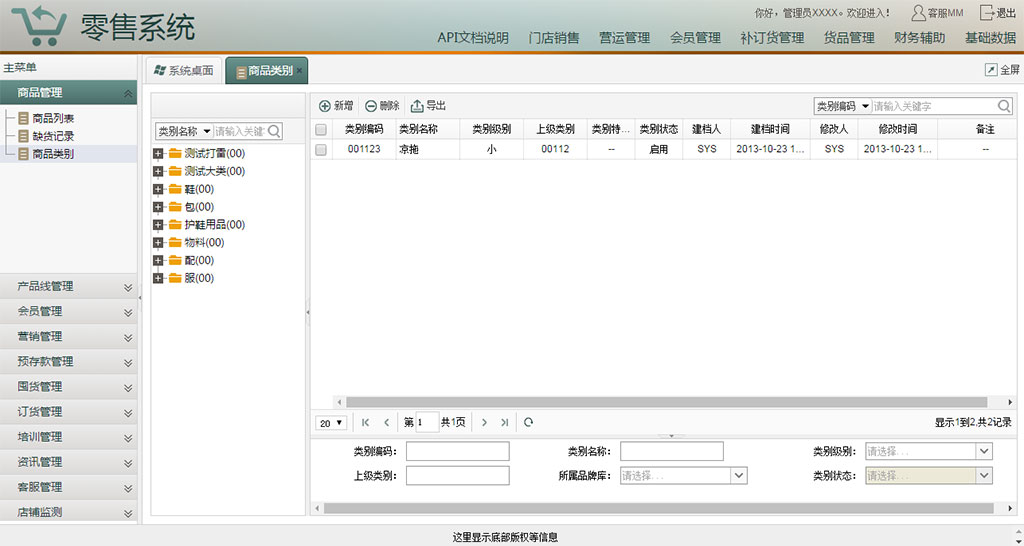 你好，管理员XXXX。欢迎进入！ 客服MM 退出
零售系统
API文档说明 门店销售 营运管理 会员管理 补订货管理 货品管理 财务辅助 基础数据
主菜单 系统桌面 商品类别 × 全屏
商品管理
商品列表
缺货记录
商品类别
产品线管理
会员管理
营销管理
预存款管理
囤货管理
订货管理
培训管理
资讯管理
客服管理
店铺监测
类别名称 请输入关键
测试打雷(00)
测试大类(00)
鞋(00)
包(00)
护鞋用品(00)
物料(00)
配(00)
服(00)
新增 删除 导出 类别编码 请输入关键字
类别编码 类别名称 类别级别 上级类别 类别特... 类别状态 建档人 建档时间 修改人 修改时间 备注
001123 凉拖 小 00112 -- 启用 SYS 2013-10-23 1... SYS 2013-10-23 1... --
20 第 1 共1页 显示1到2,共2记录
类别编码: 类别名称: 类别级别: 请选择...
上级类别: 所属品牌库: 请选择... 类别状态: 请选择...
这里显示底部版权等信息